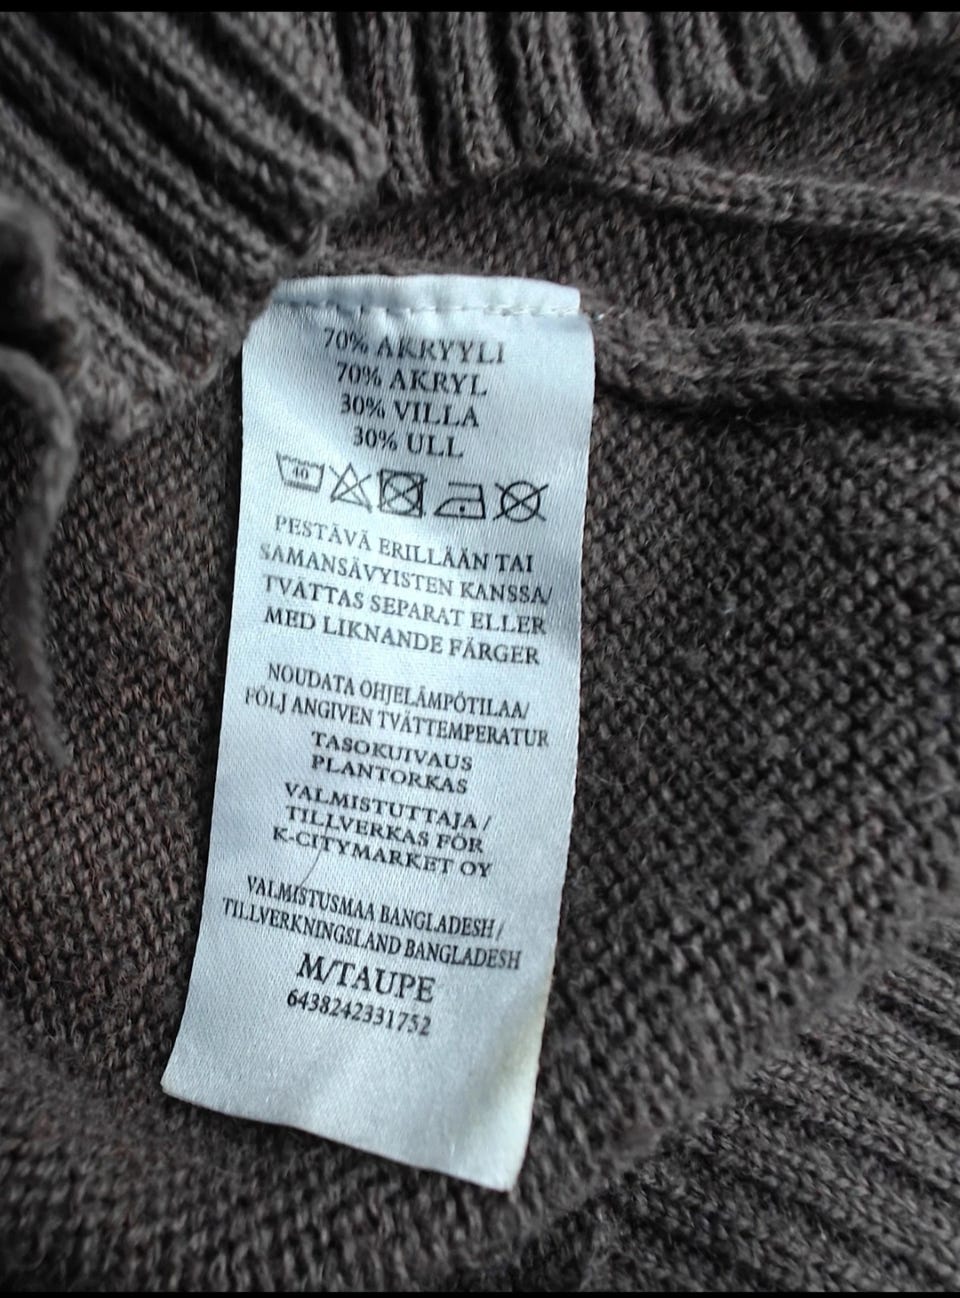 70% AKRYYLI
70% AKRYL
30% VILLA
30% ULL
40
PESTÄVÄ ERILLÄÄN TAI
SAMANSÄVYISTEN KANSSA/
TVÄTTAS SEPARAT ELLER
MED LIKNANDE FÄRGER
NOUDATA OHJELÄMPÖTILAA/
FÖLJ ANGIVEN TVÄTTEMPERATUR
TASOKUIVAUS
PLANTORKAS
VALMISTUTTAJA/
TILLVERKAS FÖR
K-CITYMARKET OY
VALMISTUSMAA BANGLADESH/
TILLVERKNINGSLAND BANGLADESH
M/TAUPE
6438242331752